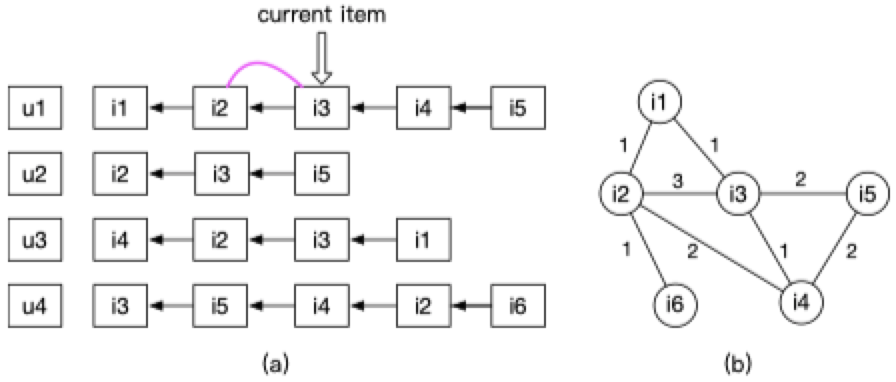 current item
u1 i1 i2 i3 i4 i5
u2 i2 i3 i5
u3 i4 i2 i3 i1
u4 i3 i5 i4 i2 i6
(a)
i1
1 1
i2 3 i3 2 i5
1 2 1 2
i6 i4
(b)